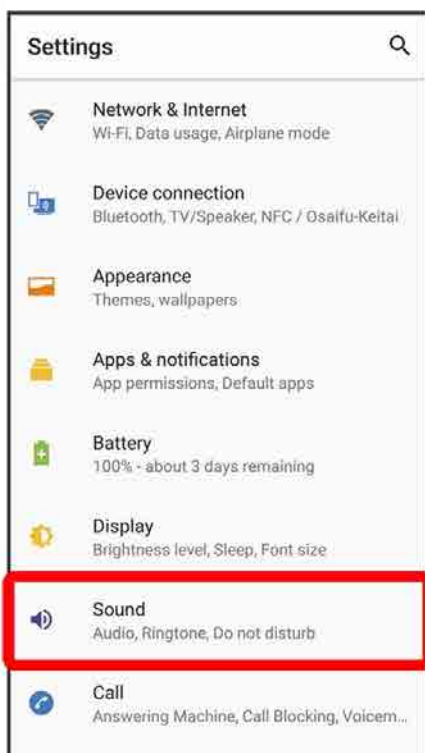 Settings
Network & Internet
Wi-Fi, Data usage, Airplane mode
Device connection
Bluetooth, TV/Speaker, NFC / Osaifu-Keitai
Appearance
Themes, wallpapers
Apps & notifications
App permissions, Default apps
Battery
100% - about 3 days remaining
Display
Brightness level, Sleep, Font size
Sound
Audio, Ringtone, Do not disturb
Call
Answering Machine, Call Blocking, Voicem...